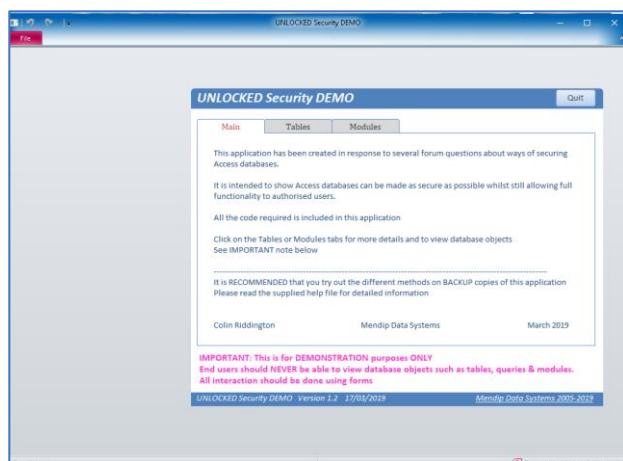 UNLOCKED Security DEMO
File
UNLOCKED Security DEMO
Quit
Main
Tables
Modules
This application has been created in response to several forum questions about ways of securing
Access databases.
It is intended to show Access databases can be made as secure as possible whilst still allowing full
functionality to authorised users.
All the code required is included in this application
Click on the Tables or Modules tabs for more details and to view database objects
See IMPORTANT note below
It is RECOMMENDED that you try out the different methods on BACKUP copies of this application
Please read the supplied help file for detailed information
Colin Riddington Mendip Data Systems March 2019
IMPORTANT: This is for DEMONSTRATION purposes ONLY
End users should NEVER be able to view database objects such as tables, queries & modules.
All interaction should be done using forms
UNLOCKED Security DEMO Version 1.2 17/03/2019 Mendip Data Systems 2005-2019